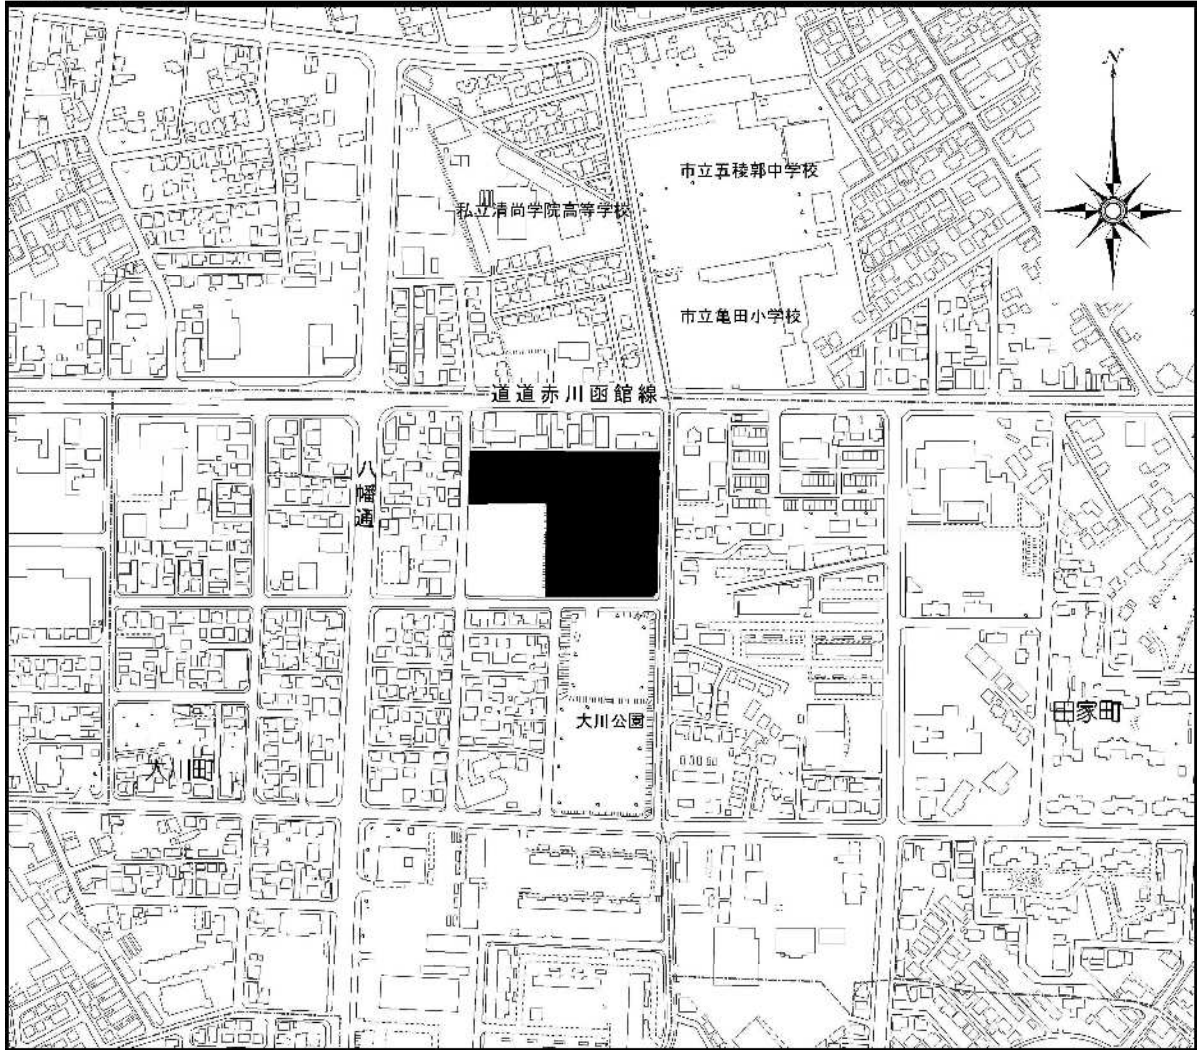 N
市立五稜郭中学校
私立清尚学院高等学校
市立亀田小学校
道道赤川函館線
八幡通
大川公園
田家町
大川町